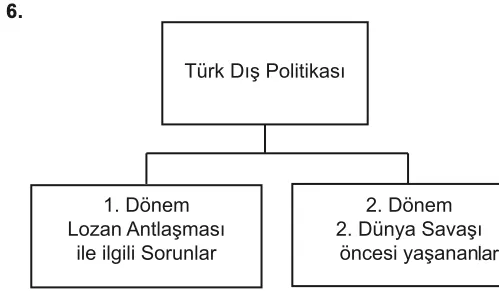 6.
Türk Dış Politikası
1. Dönem
Lozan Antlaşması
ile ilgili Sorunlar
2. Dönem
2. Dünya Savaşı
öncesi yaşananlar